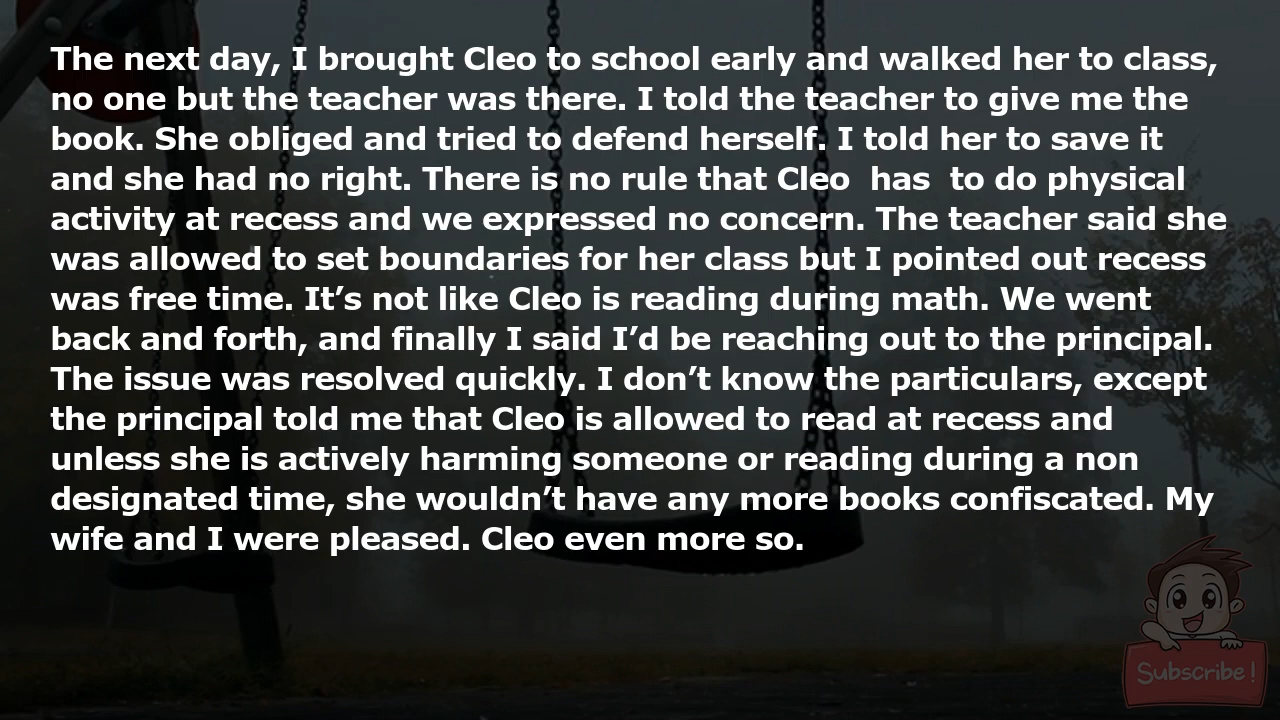 The next day, I brought Cleo to school early and walked her to class,
no one but the teacher was there. I told the teacher to give me the
book. She obliged and tried to defend herself. I told her to save it
and she had no right. There is no rule that Cleo  has  to do physical
activity at recess and we expressed no concern. The teacher said she
was allowed to set boundaries for her class but I pointed out recess
was free time. It’s not like Cleo is reading during math. We went
back and forth, and finally I said I’d be reaching out to the principal.
The issue was resolved quickly. I don’t know the particulars, except
the principal told me that Cleo is allowed to read at recess and
unless she is actively harming someone or reading during a non
designated time, she wouldn’t have any more books confiscated. My
wife and I were pleased. Cleo even more so.
Subscribe!